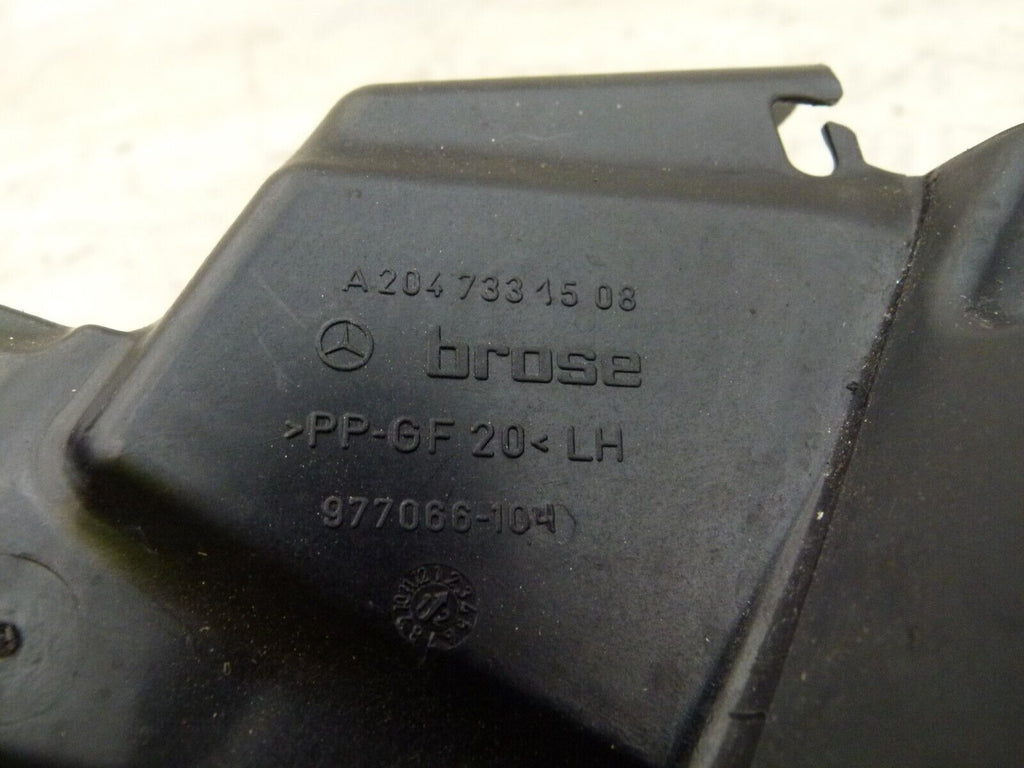 A 204 733 15 08
brose
>PP-GF 20< LH
977066-104